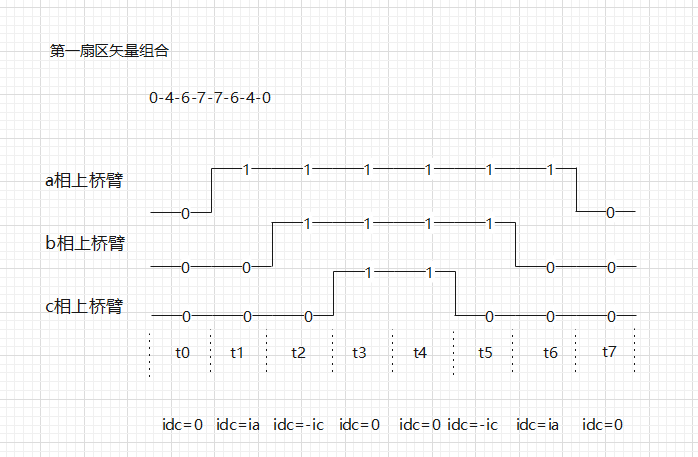 第一扇区矢量组合
0-4-6-7-7-6-4-0
a相上桥臂 0 1 1 1 1 1 1 0
b相上桥臂 0 0 1 1 1 1 0 0
c相上桥臂 0 0 0 1 1 0 0 0
t0 t1 t2 t3 t4 t5 t6 t7
idc=0 idc=ia idc=-ic idc=0 idc=0 idc=-ic idc=ia idc=0